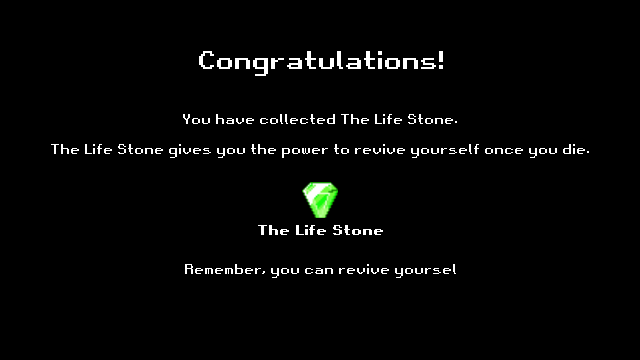 Congratulations!
You have collected The Life Stone.
The Life Stone gives you the power to revive yourself once you die.
The Life Stone
Remember, you can revive yoursel